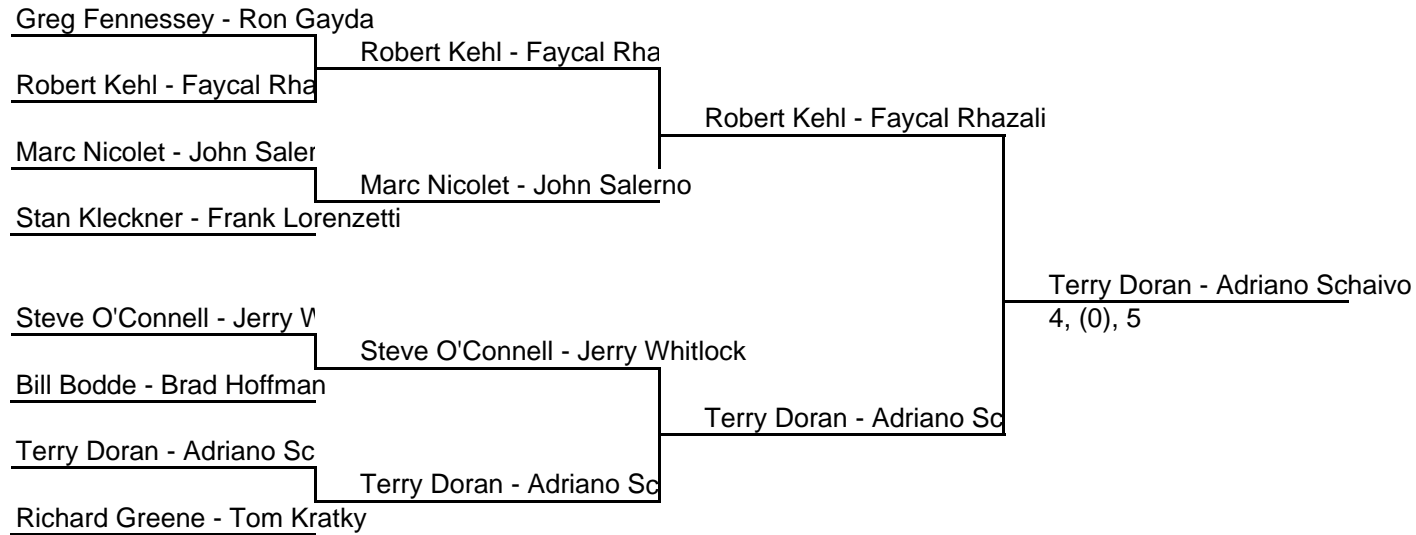 Greg Fennessey - Ron Gayda
Robert Kehl - Faycal Rha
Robert Kehl - Faycal Rha
Robert Kehl - Faycal Rhazali
Marc Nicolet - John Saler
Marc Nicolet - John Salerno
Stan Kleckner - Frank Lorenzetti
Terry Doran - Adriano Schaivo
4, (0), 5
Steve O'Connell - Jerry W
Steve O'Connell - Jerry Whitlock
Bill Bodde - Brad Hoffman
Terry Doran - Adriano Sc
Terry Doran - Adriano Sc
Terry Doran - Adriano Sc
Richard Greene - Tom Kratky